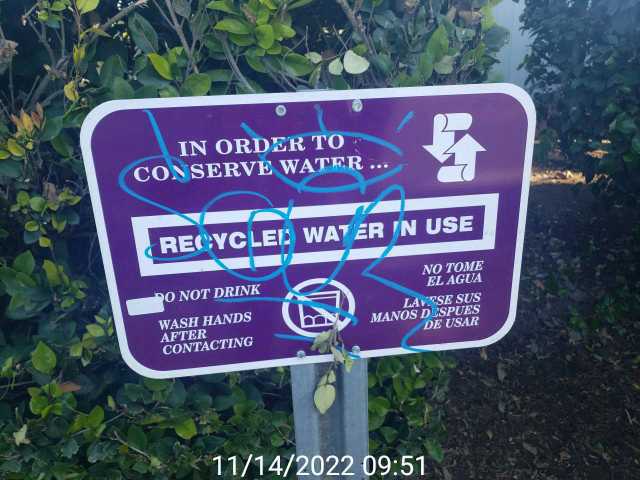 IN ORDER TO
CONSERVE WATER ...
RECYCLED WATER IN USE
DO NOT DRINK
WASH HANDS
AFTER
CONTACTING
NO TOME
EL AGUA
LAVESE SUS
MANOS DESPUES
DE USAR
11/14/2022 09:51